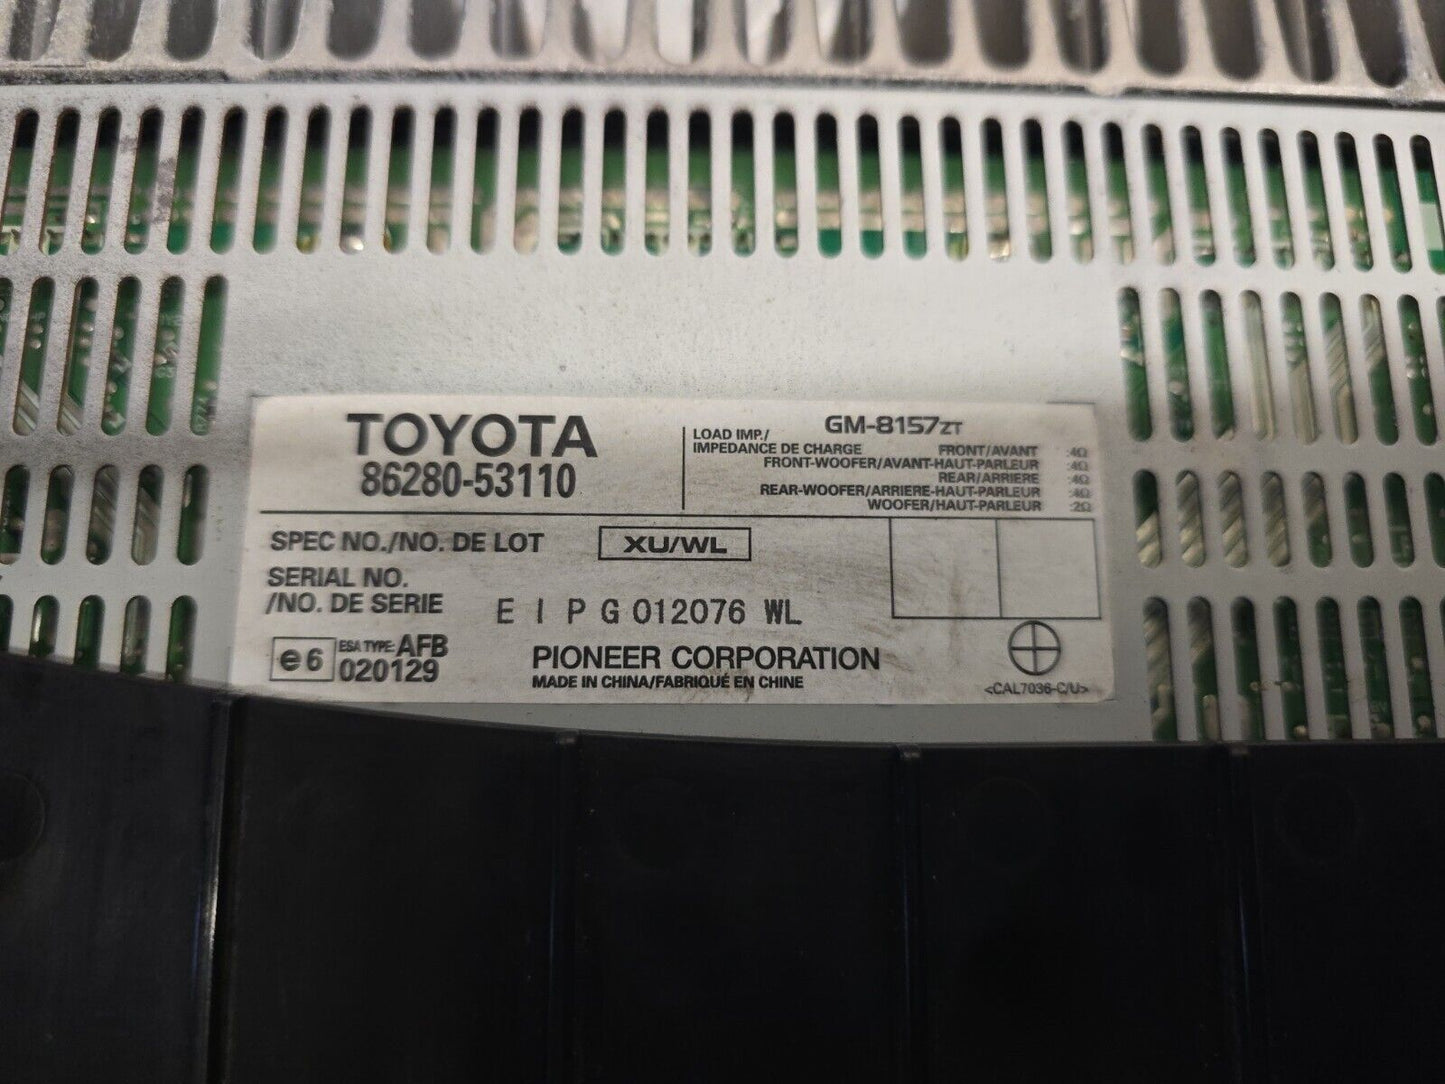 TOYOTA
86280-53110
GM-8157ZT
LOAD IMP./
IMPEDANCE DE CHARGE FRONT/AVANT :4Ω
FRONT-WOOFER/AVANT-HAUT-PARLEUR :4Ω
REAR/ARRIERE :4Ω
REAR-WOOFER/ARRIERE-HAUT-PARLEUR :4Ω
WOOFER/HAUT-PARLEUR :2Ω
SPEC NO./NO. DE LOT XU/WL
SERIAL NO.
/NO. DE SERIE E I P G 012076 WL
e6 ESA TYPE: AFB
020129
PIONEER CORPORATION
MADE IN CHINA/FABRIQUÉ EN CHINE
<CAL7036-C/U>